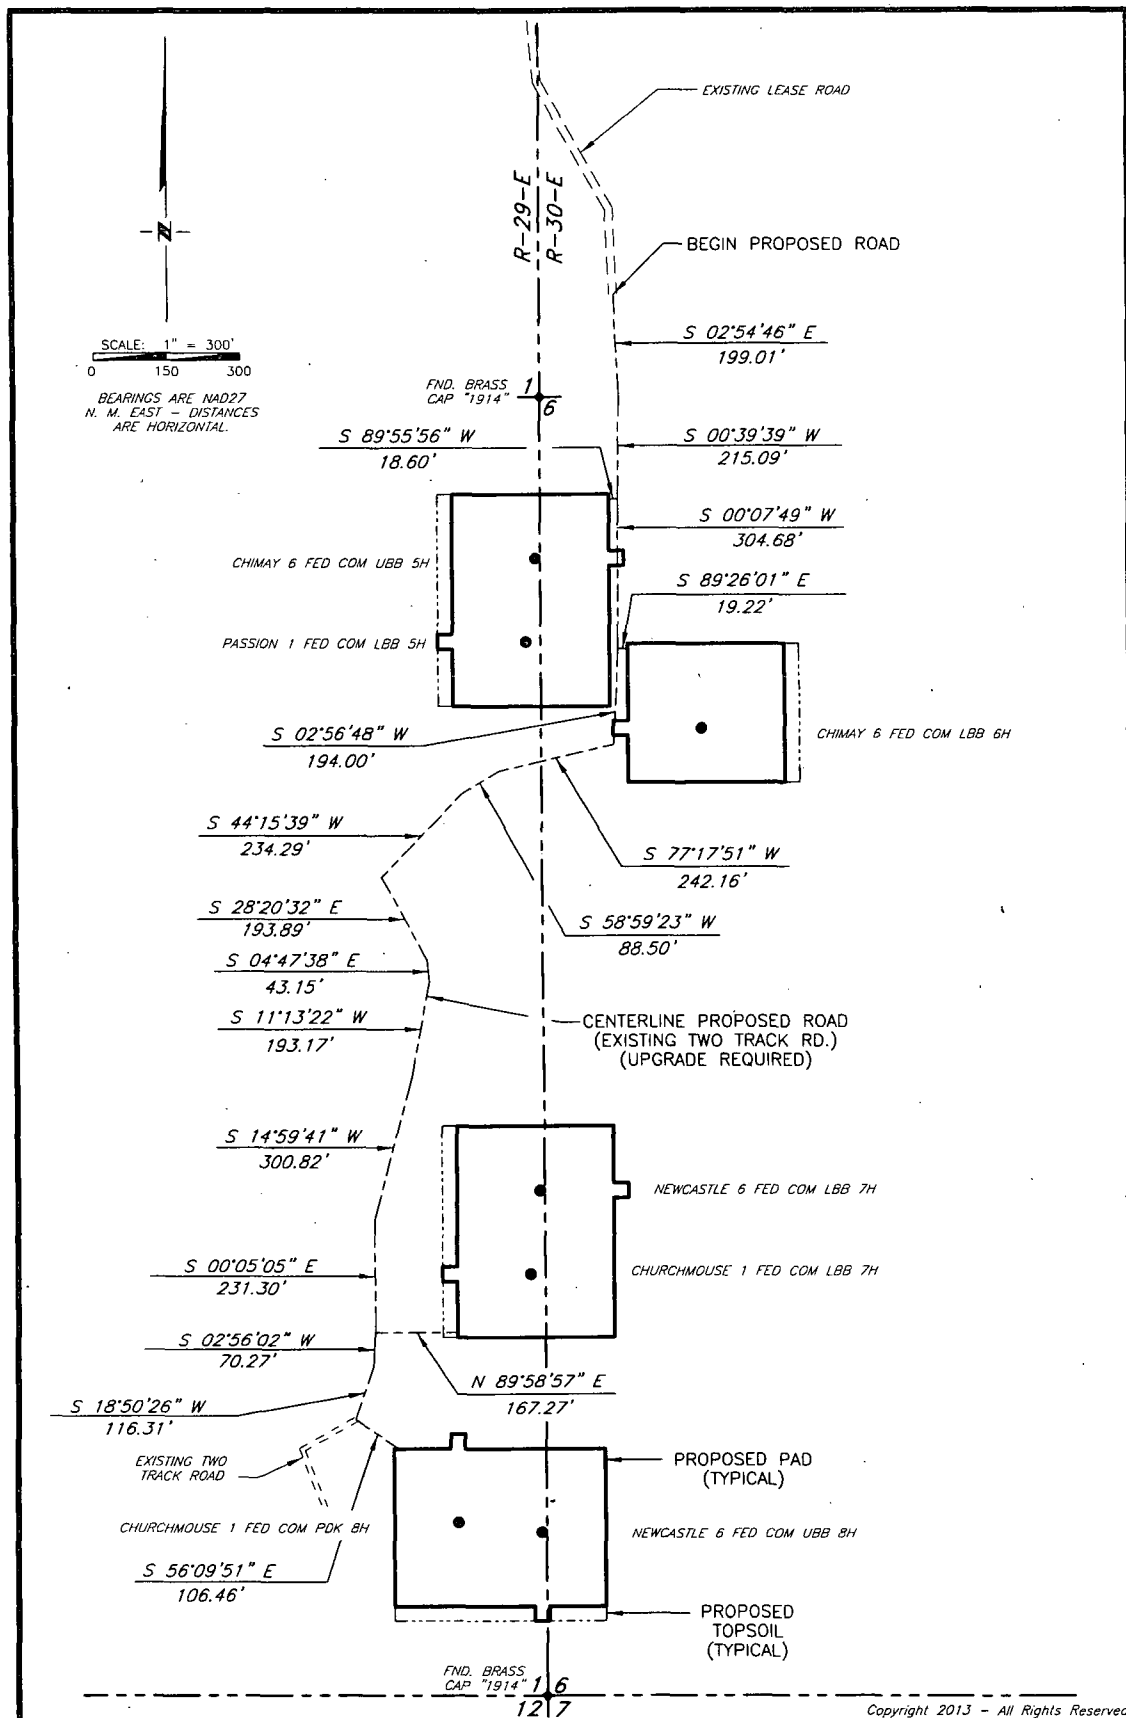 EXISTING LEASE ROAD
R-29-E
R-30-E
BEGIN PROPOSED ROAD
N
SCALE: 1" = 300'
0 150 300
BEARINGS ARE NAD27
N. M. EAST - DISTANCES
ARE HORIZONTAL.
S 02°54'46" E
199.01'
FND. BRASS
CAP "1914"
1
6
S 89°55'56" W
18.60'
S 00°39'39" W
215.09'
S 00°07'49" W
304.68'
CHIMAY 6 FED COM UBB 5H
S 89°26'01" E
19.22'
PASSION 1 FED COM LBB 5H
S 02°56'48" W
194.00'
CHIMAY 6 FED COM LBB 6H
S 44°15'39" W
234.29'
S 77°17'51" W
242.16'
S 28°20'32" E
193.89'
S 58°59'23" W
88.50'
S 04°47'38" E
43.15'
S 11°13'22" W
193.17'
CENTERLINE PROPOSED ROAD
(EXISTING TWO TRACK RD.)
(UPGRADE REQUIRED)
S 14°59'41" W
300.82'
NEWCASTLE 6 FED COM LBB 7H
S 00°05'05" E
231.30'
CHURCHMOUSE 1 FED COM LBB 7H
S 02°56'02" W
70.27'
N 89°58'57" E
167.27'
S 18°50'26" W
116.31'
EXISTING TWO
TRACK ROAD
PROPOSED PAD
(TYPICAL)
CHURCHMOUSE 1 FED COM PDK 8H
NEWCASTLE 6 FED COM UBB 8H
S 56°09'51" E
106.46'
PROPOSED
TOPSOIL
(TYPICAL)
FND. BRASS
CAP "1914"
1 6
12 7
Copyright 2013 - All Rights Reserved